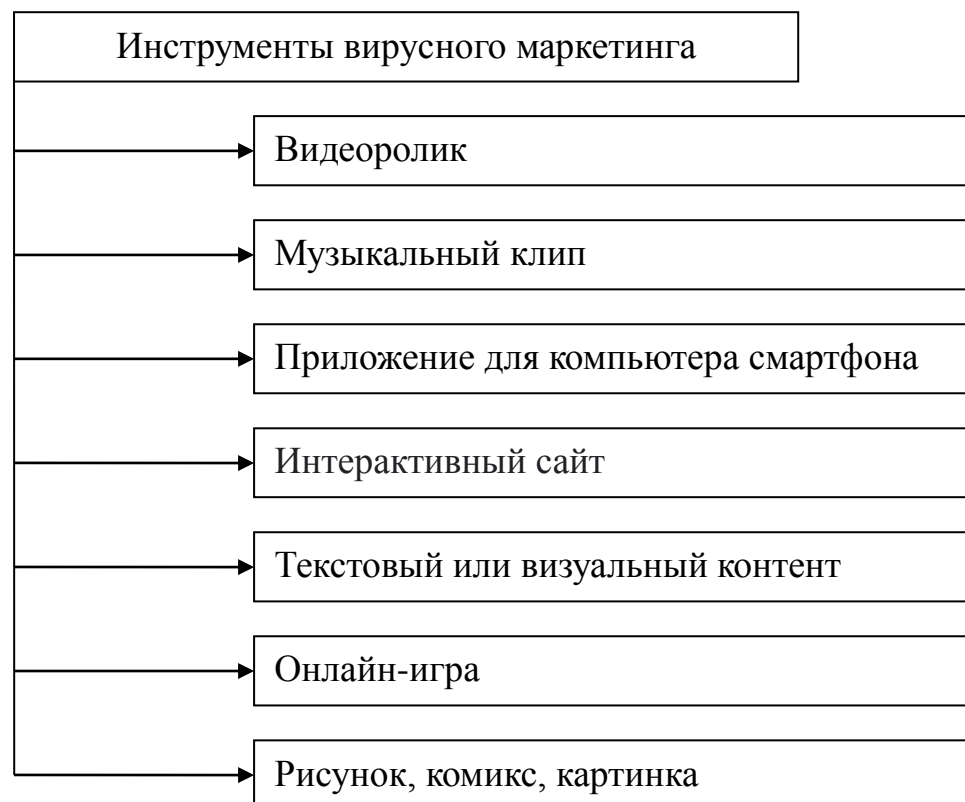 Инструменты вирусного маркетинга
Видеоролик
Музыкальный клип
Приложение для компьютера смартфона
Интерактивный сайт
Текстовый или визуальный контент
Онлайн-игра
Рисунок, комикс, картинка